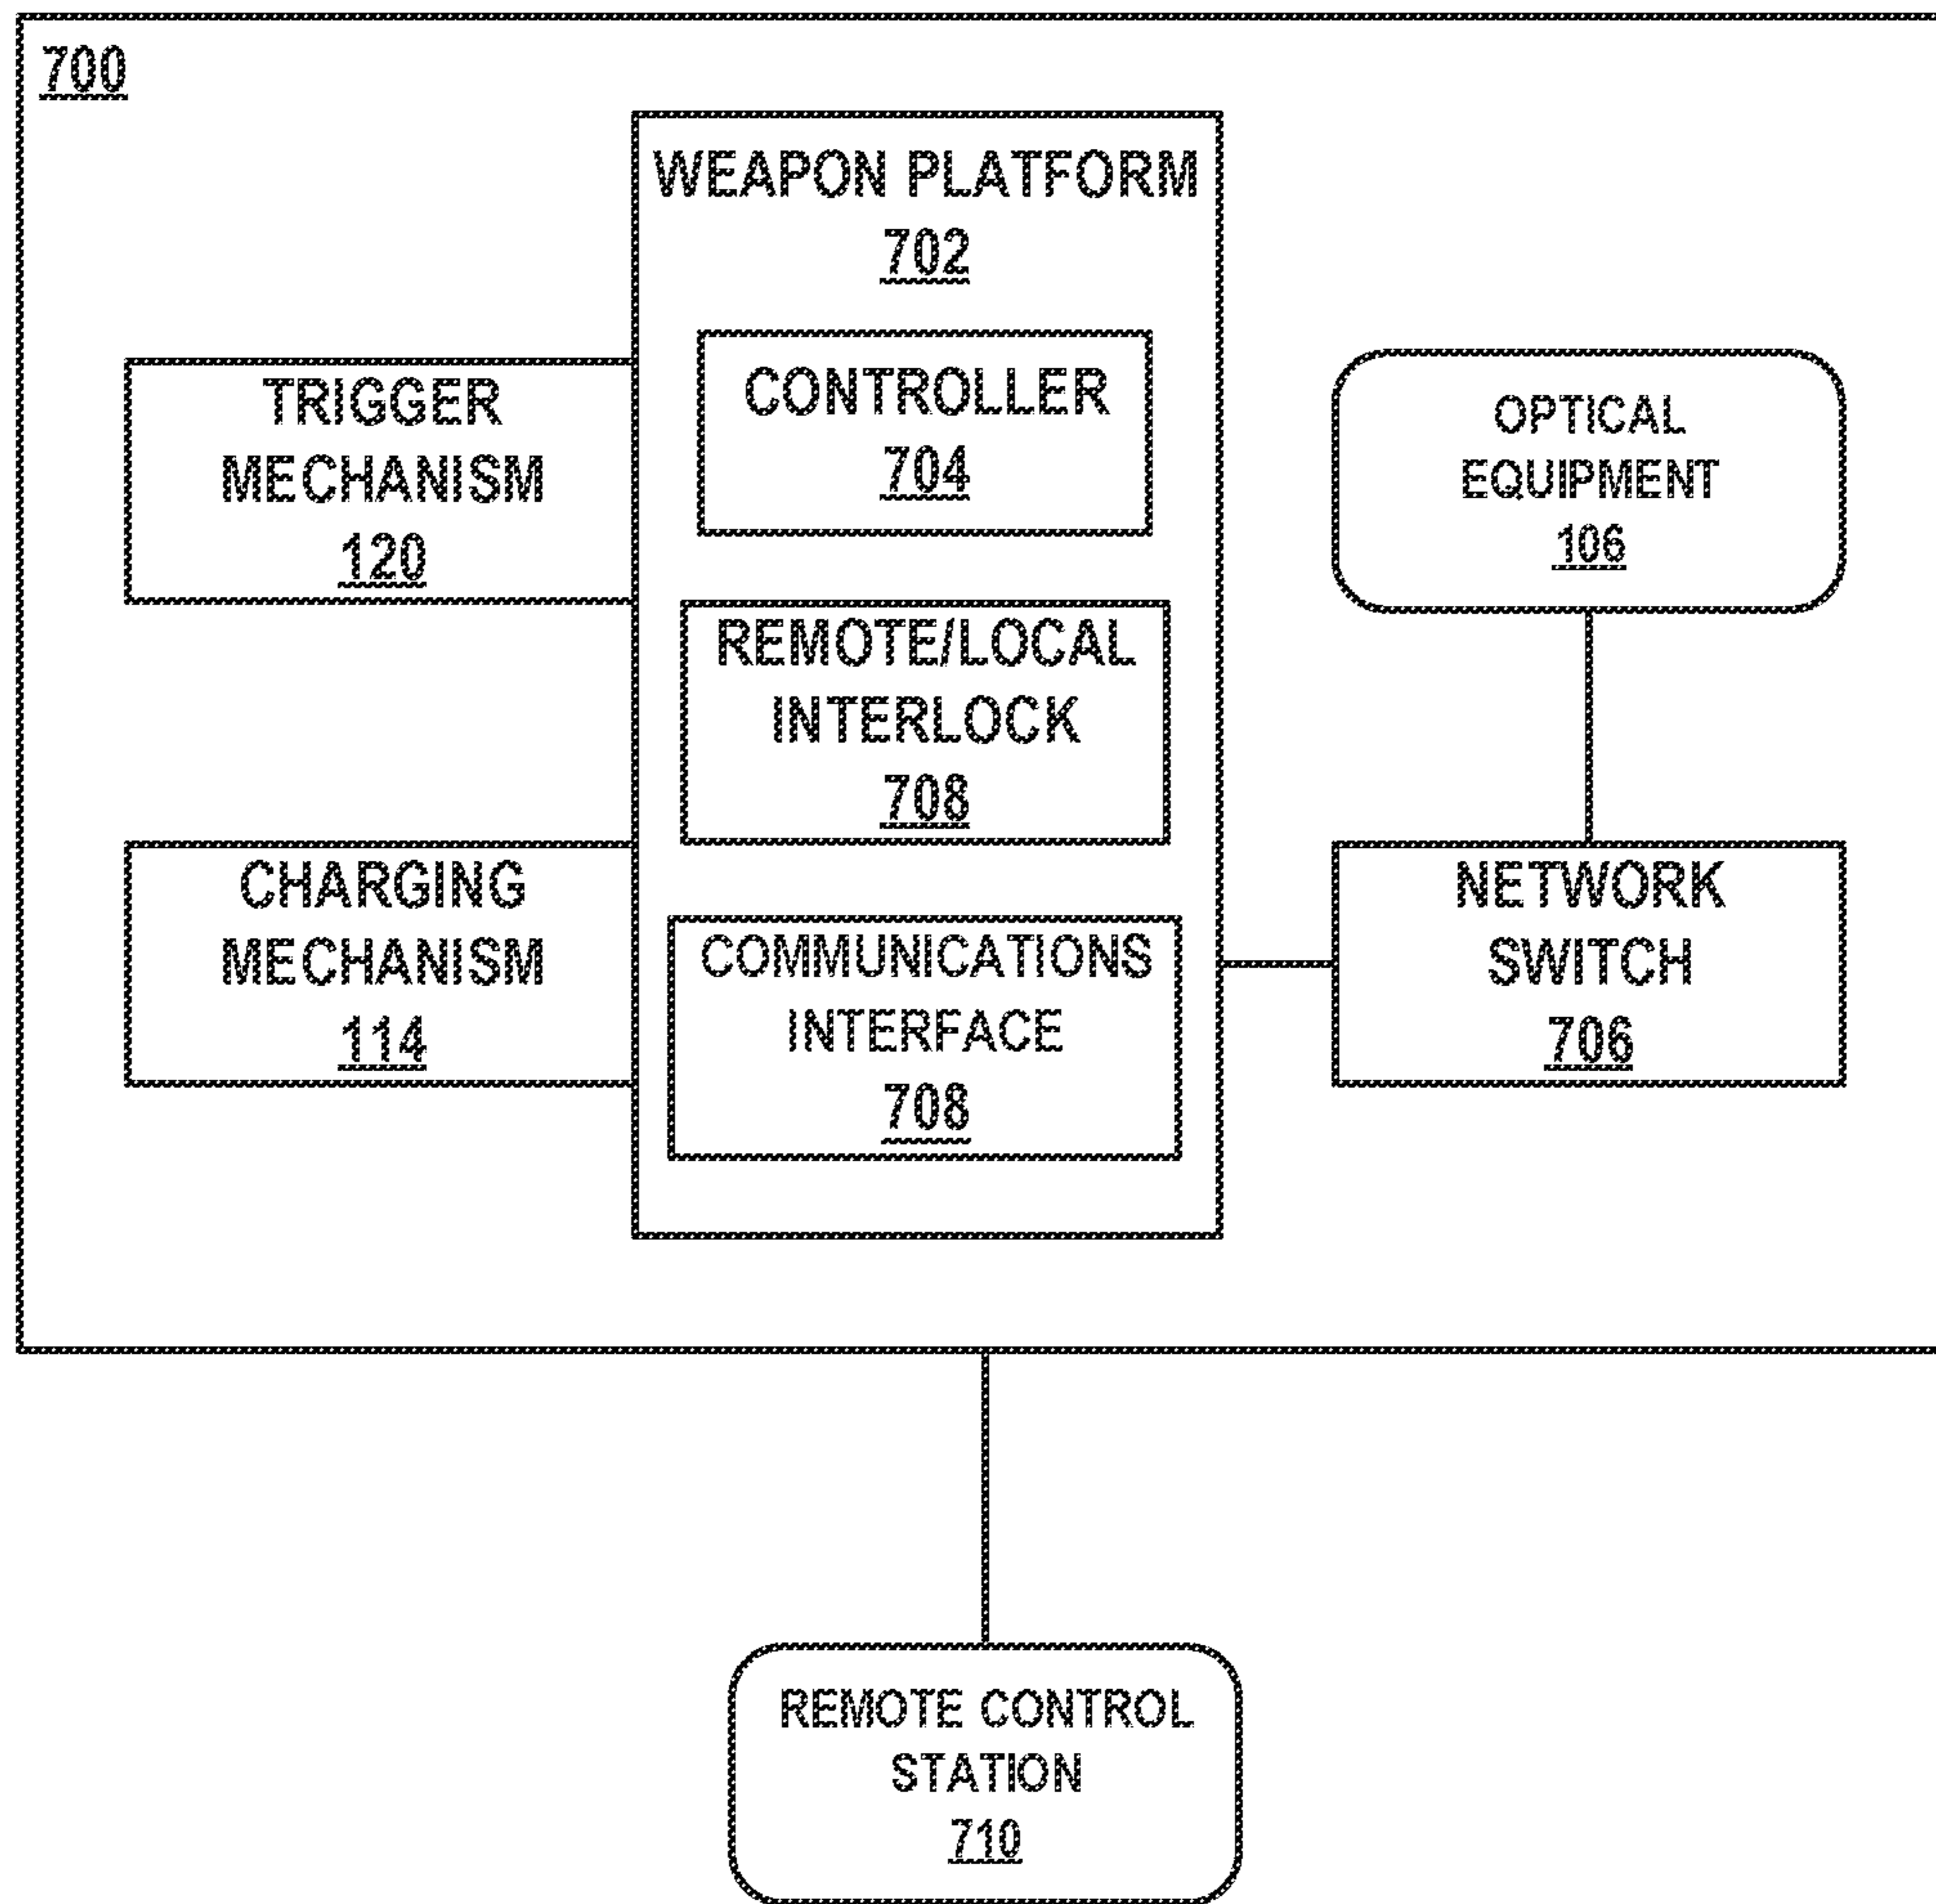 700
WEAPON PLATFORM
702
CONTROLLER
704
REMOTE/LOCAL
INTERLOCK
708
COMMUNICATIONS
INTERFACE
708
TRIGGER
MECHANISM
120
CHARGING
MECHANISM
114
OPTICAL
EQUIPMENT
106
NETWORK
SWITCH
706
REMOTE CONTROL
STATION
710